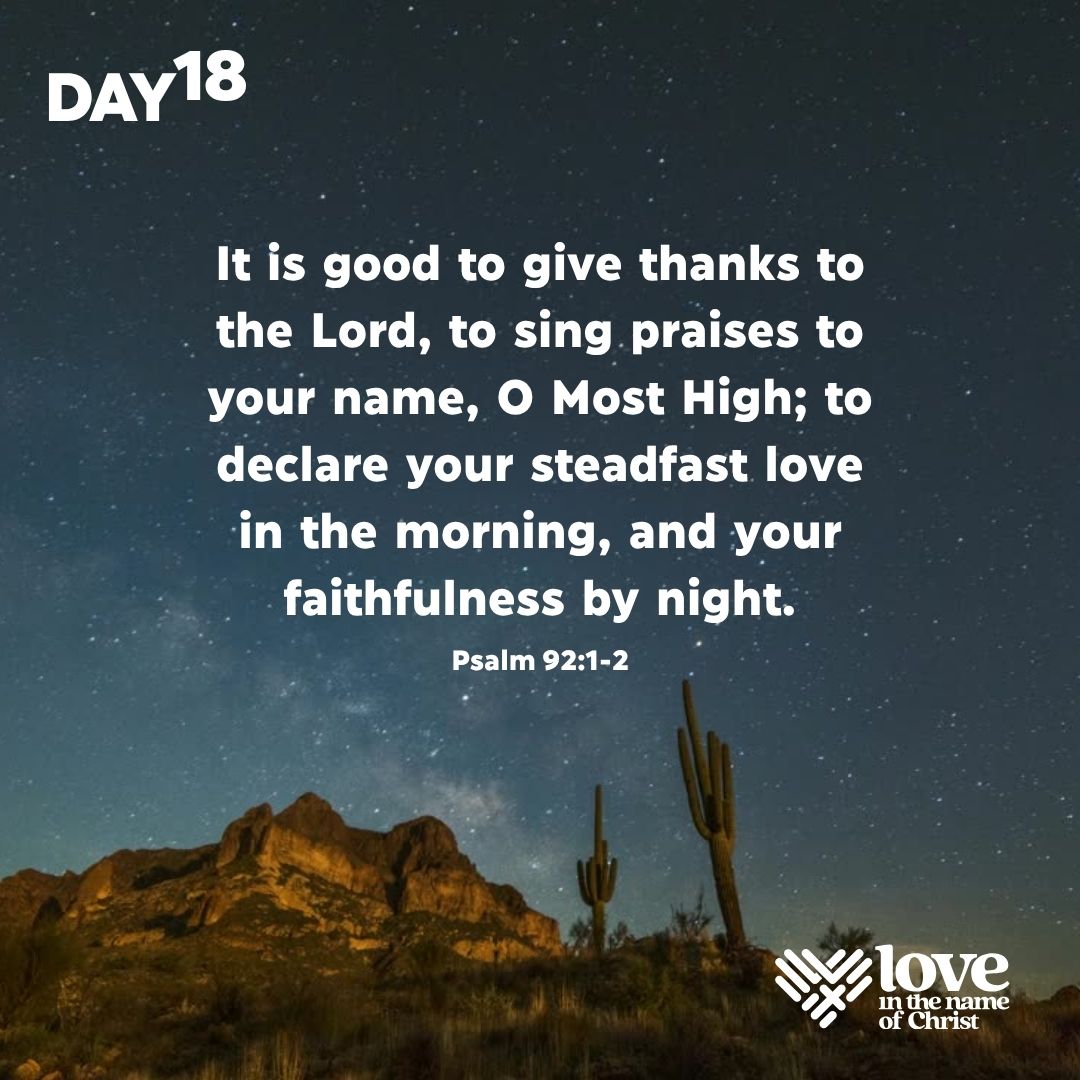 DAY18
It is good to give thanks to
the Lord, to sing praises to
your name, O Most High; to
declare your steadfast love
in the morning, and your
faithfulness by night.
Psalm 92:1-2
love
in the name
of Christ